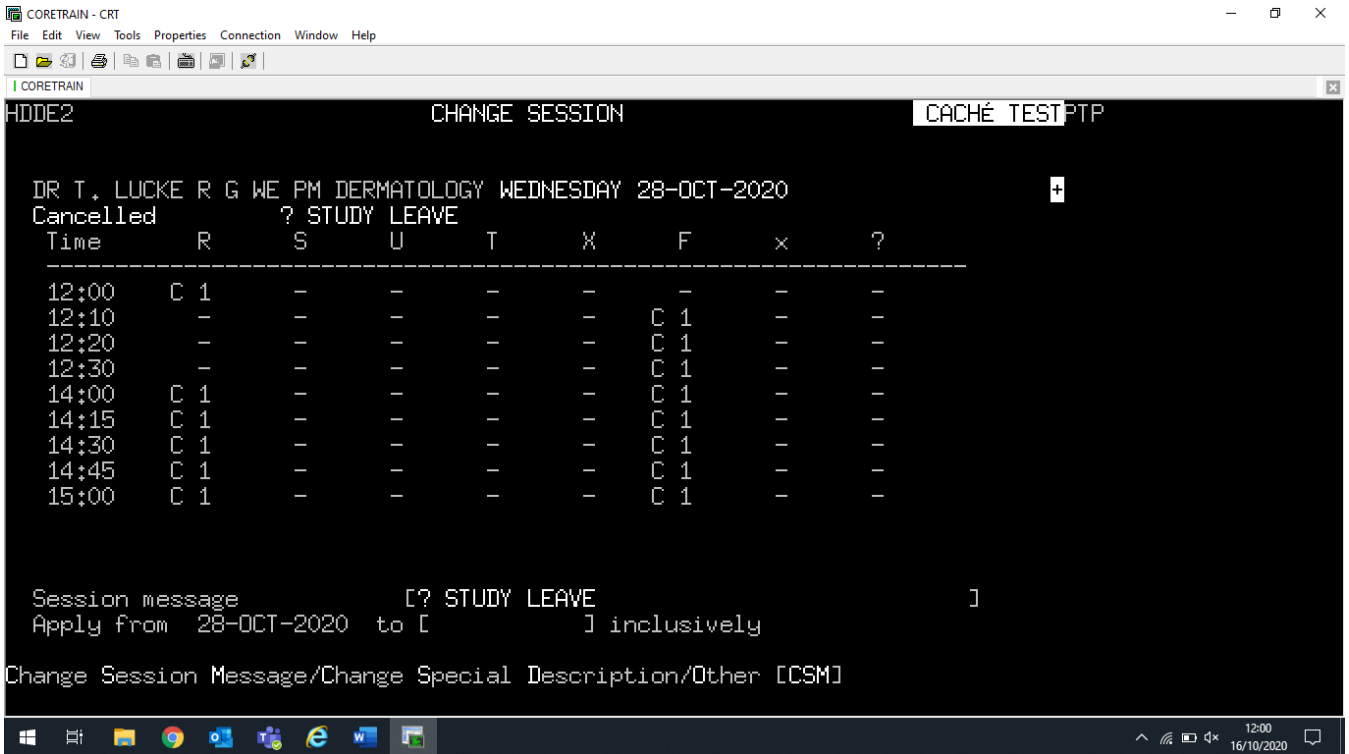 CORETRAIN - CRT
File Edit View Tools Properties Connection Window Help
CORETRAIN
HDDE2 CHANGE SESSION CACHÉ TESTPTP
DR T. LUCKE R G WE PM DERMATOLOGY WEDNESDAY 28-OCT-2020 +
Cancelled ? STUDY LEAVE
Time R S U T X F x ?
--------------------------------------------------------------------
12:00 C 1 - - - - - - -
12:10 - - - - - C 1 - -
12:20 - - - - - C 1 - -
12:30 - - - - - C 1 - -
14:00 C 1 - - - - C 1 - -
14:15 C 1 - - - - C 1 - -
14:30 C 1 - - - - C 1 - -
14:45 C 1 - - - - C 1 - -
15:00 C 1 - - - - C 1 - -
Session message [? STUDY LEAVE ]
Apply from 28-OCT-2020 to [ ] inclusively
Change Session Message/Change Special Description/Other [CSM]
12:00
16/10/2020